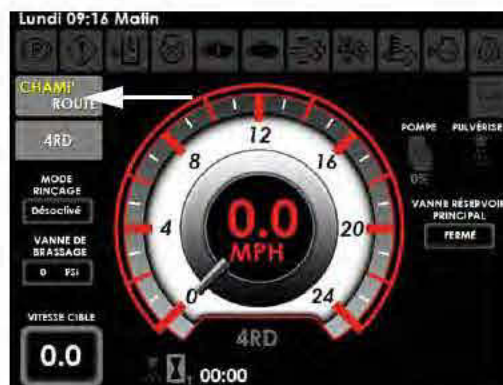 Lundi 09:16 Matin
CHAMP
ROUTE
4RD
MODE
RINÇAGE
Désactivé
VANNE DE
BRASSAGE
0 PSi
VITESSE CIBLE
0.0
0
4
8
12
16
20
24
0.0
MPH
4RD
00:00
POMPE PULVÉRISE
0%
VANNE RÉSERVOIR
PRINCIPAL
FERMÉ